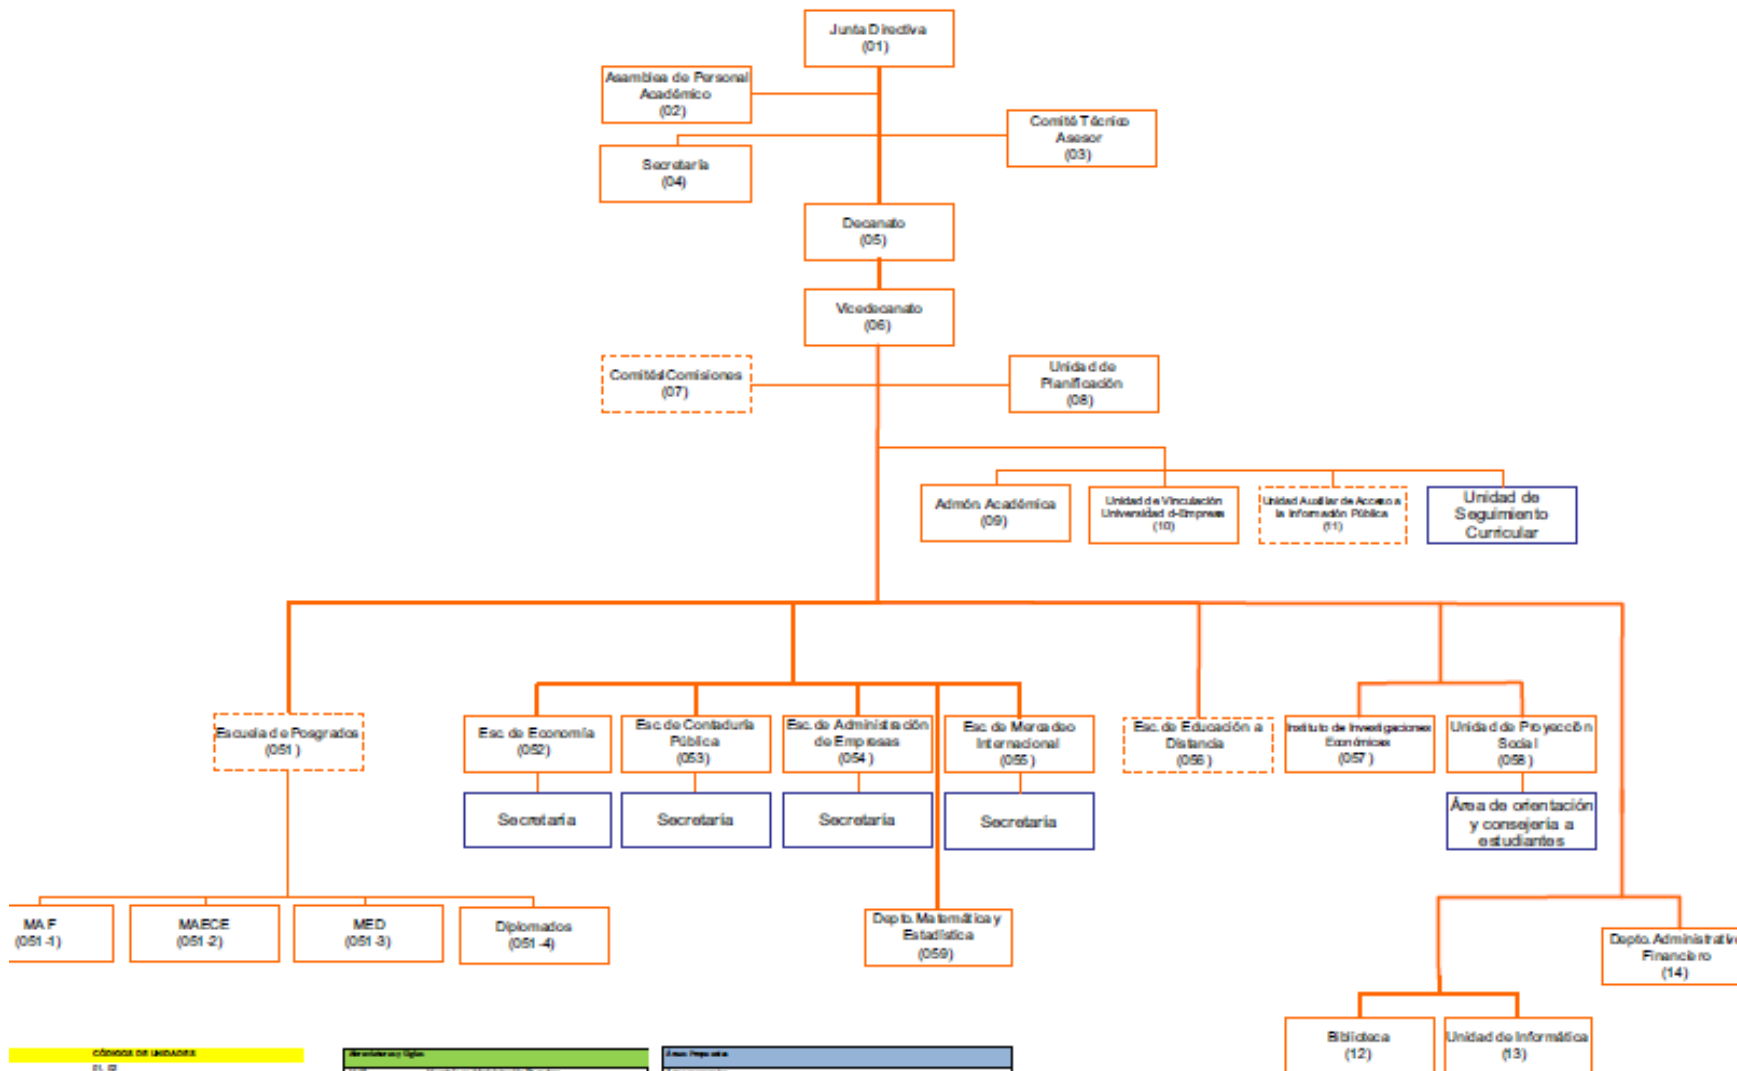 Junta Directiva
(01)
Asamblea de Personal
Académico
(02)
Comité Técnico
Asesor
(03)
Secretaría
(04)
Decanato
(05)
Vicedecanato
(06)
Comités/Comisiones
(07)
Unidad de
Planificación
(08)
Admón. Académica
(09)
Unidad de Vinculación
Universidad d-Empresa
(10)
Unidad Auxiliar de Acceso a
la Información Pública
(11)
Unidad de
Seguimiento
Curricular
Escuela de Posgrados
(051)
Esc. de Economía
(052)
Esc. de Contaduría
Pública
(053)
Esc. de Administración
de Empresas
(054)
Esc. de Mercadeo
Internacional
(055)
Esc. de Educación a
Distancia
(056)
Instituto de Investigaciones
Económicas
(057)
Unidad de Proyección
Social
(058)
Secretaría
Secretaría
Secretaría
Secretaría
Área de orientación
y consejería a
estudiantes
MAF
(051-1)
MAECE
(051-2)
MED
(051-3)
Diplomados
(051-4)
Depto. Matemática y
Estadística
(059)
Depto. Administrativo
Financiero
(14)
Biblioteca
(12)
Unidad de Informática
(13)
CÓDIGOS DE UNIDADES
Abreviaturas y Siglas
Áreas Propuestas